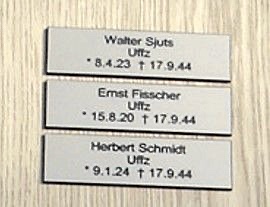 Walter Sjuts
Uffz
* 8.4.23 † 17.9.44
Ernst Fisscher
Uffz
* 15.8.20 † 17.9.44
Herbert Schmidt
Uffz
* 9.1.24 † 17.9.44